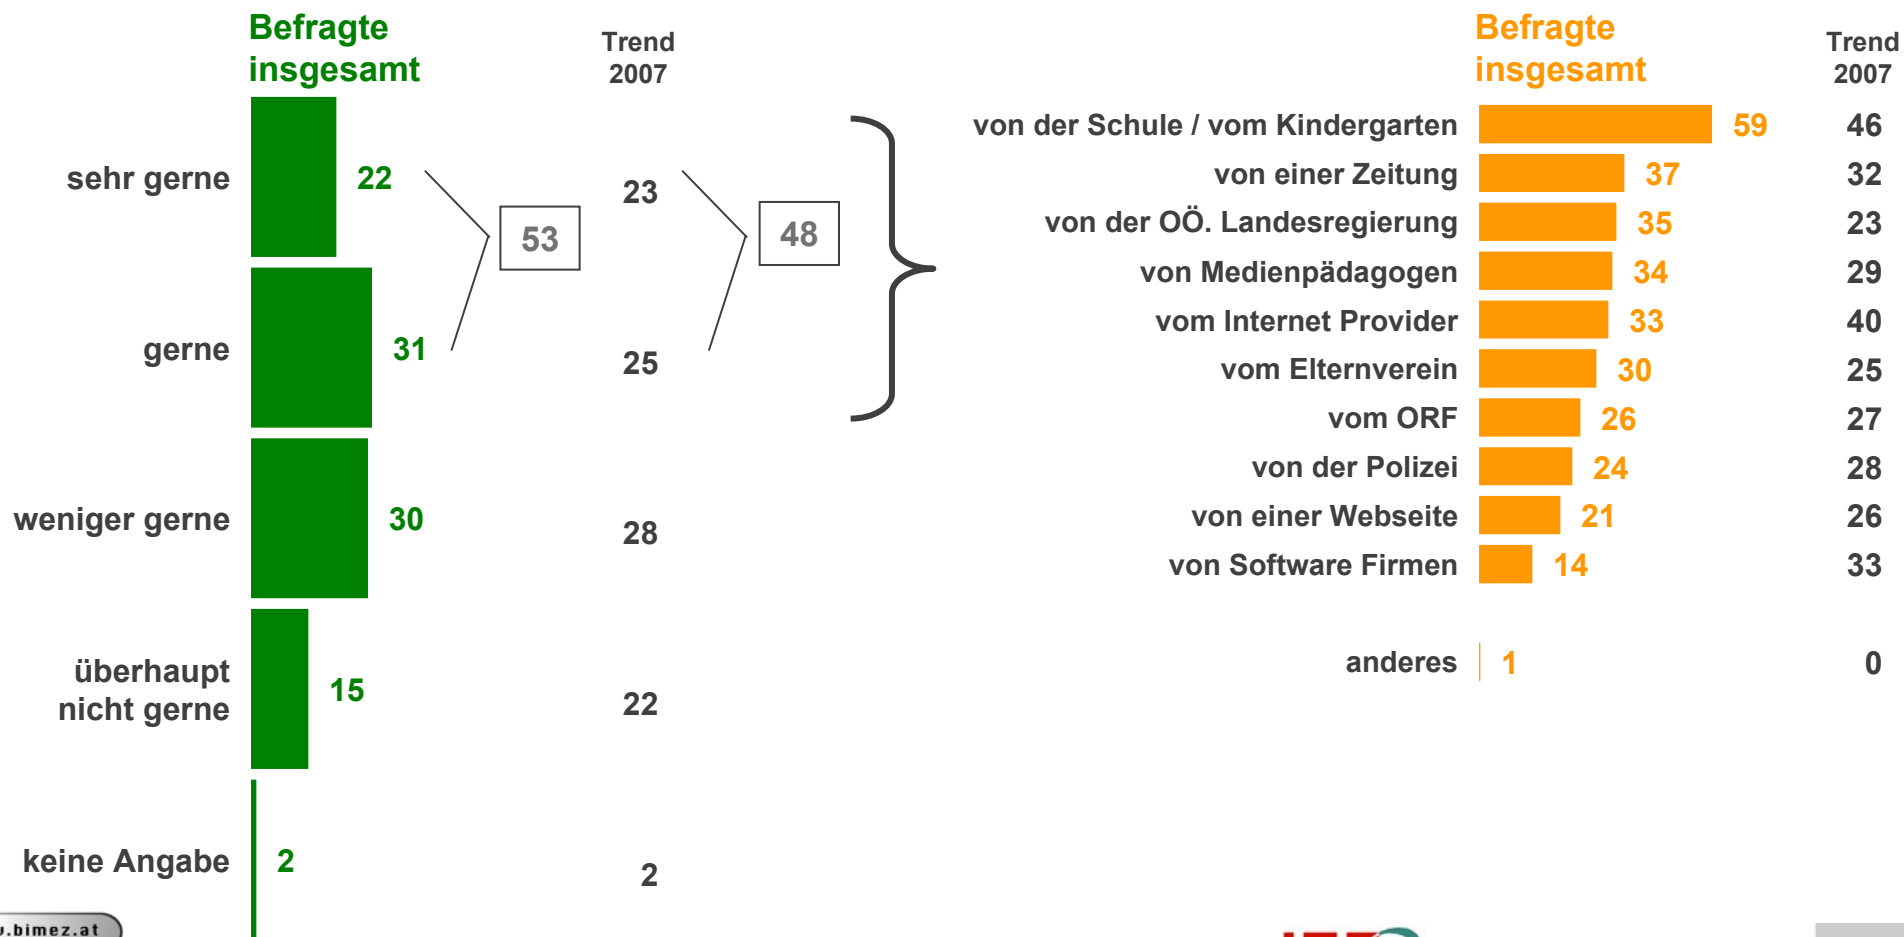 Befragte
insgesamt
Trend
2007
sehr gerne 22 23
53 48
gerne 31 25
weniger gerne 30 28
überhaupt
nicht gerne 15 22
keine Angabe 2 2
Befragte
insgesamt
Trend
2007
von der Schule / vom Kindergarten 59 46
von einer Zeitung 37 32
von der OÖ. Landesregierung 35 23
von Medienpädagogen 34 29
vom Internet Provider 33 40
vom Elternverein 30 25
vom ORF 26 27
von der Polizei 24 28
von einer Webseite 21 26
von Software Firmen 14 33
anderes 1 0
.bimez.at